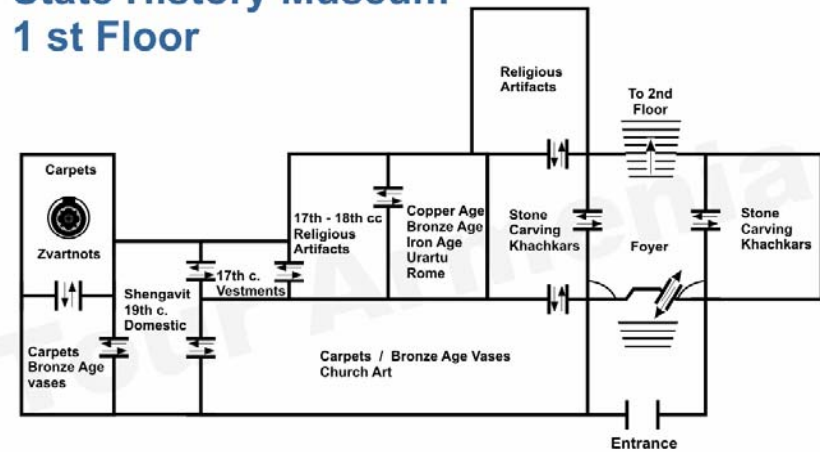 State History Museum
1 st Floor
Religious
Artifacts
To 2nd
Floor
Carpets
Zvartnots
17th - 18th cc
Religious
Artifacts
Copper Age
Bronze Age
Iron Age
Urartu
Rome
Stone
Carving
Khachkars
Foyer
Stone
Carving
Khachkars
Shengavit
19th c.
Domestic
17th c.
Vestments
Carpets
Bronze Age
vases
Carpets / Bronze Age Vases
Church Art
Entrance
Tour Armenia